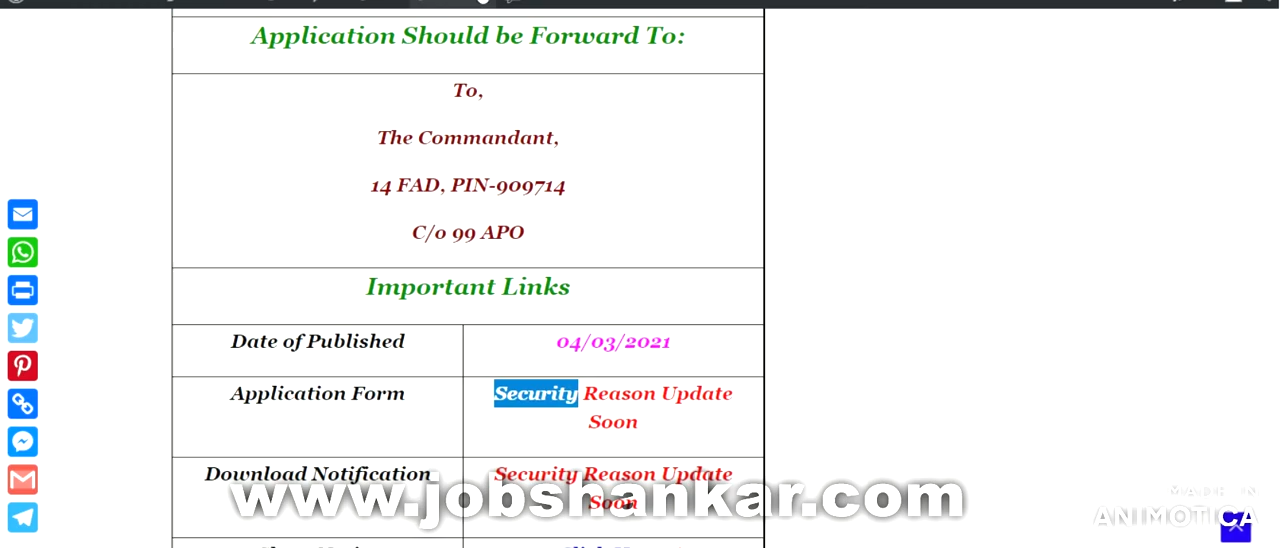 Application Should be Forward To:
To,
The Commandant,
14 FAD, PIN-909714
C/o 99 APO
Important Links
Date of Published 04/03/2021
Application Form Security Reason Update
Soon
Download Notification Security Reason Update
Soon
www.jobshankar.com
MADE IN
ANIMOTICA